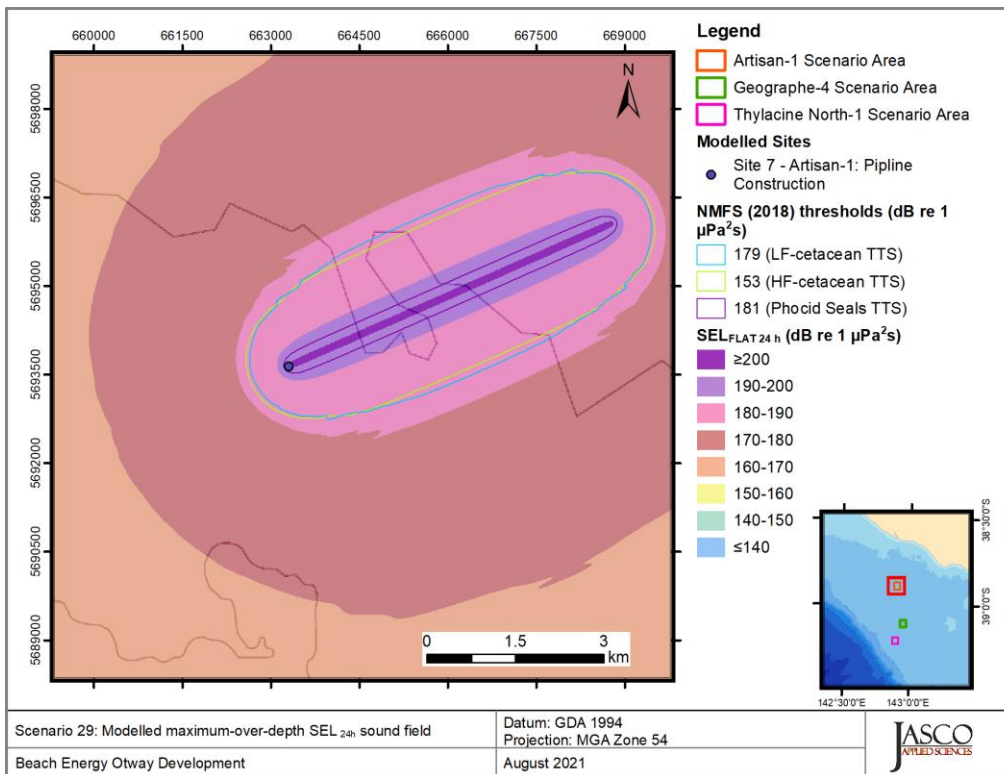 660000 661500 663000 664500 666000 667500 669000
5698000
5696500
5695000
5693500
5692000
5690500
5689000
N
0 1.5 3
km
Legend
Artisan-1 Scenario Area
Geographe-4 Scenario Area
Thylacine North-1 Scenario Area
Modelled Sites
Site 7 - Artisan-1: Pipline
Construction
NMFS (2018) thresholds (dB re 1
µPa²s)
179 (LF-cetacean TTS)
153 (HF-cetacean TTS)
181 (Phocid Seals TTS)
SELFLAT 24 h (dB re 1 µPa²s)
≥200
190-200
180-190
170-180
160-170
150-160
140-150
≤140
38°30'0"S
39°0'0"S
142°30'0"E 143°0'0"E
Scenario 29: Modelled maximum-over-depth SEL 24h sound field
Beach Energy Otway Development
Datum: GDA 1994
Projection: MGA Zone 54
August 2021
JASCO
APPLIED SCIENCES